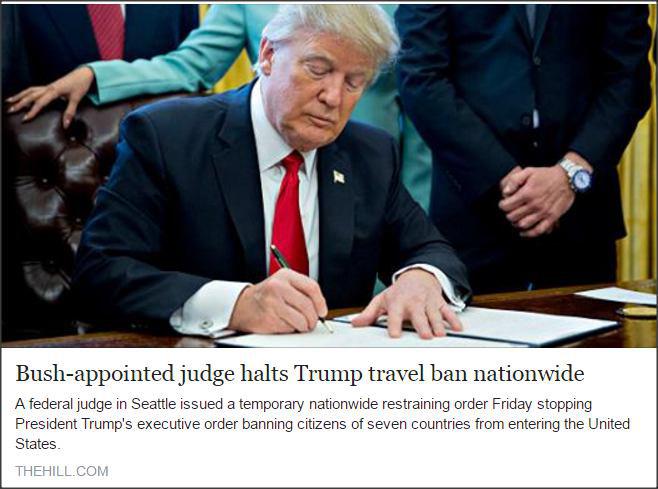 Bush-appointed judge halts Trump travel ban nationwide
A federal judge in Seattle issued a temporary nationwide restraining order Friday stopping
President Trump's executive order banning citizens of seven countries from entering the United
States.
THEHILL.COM